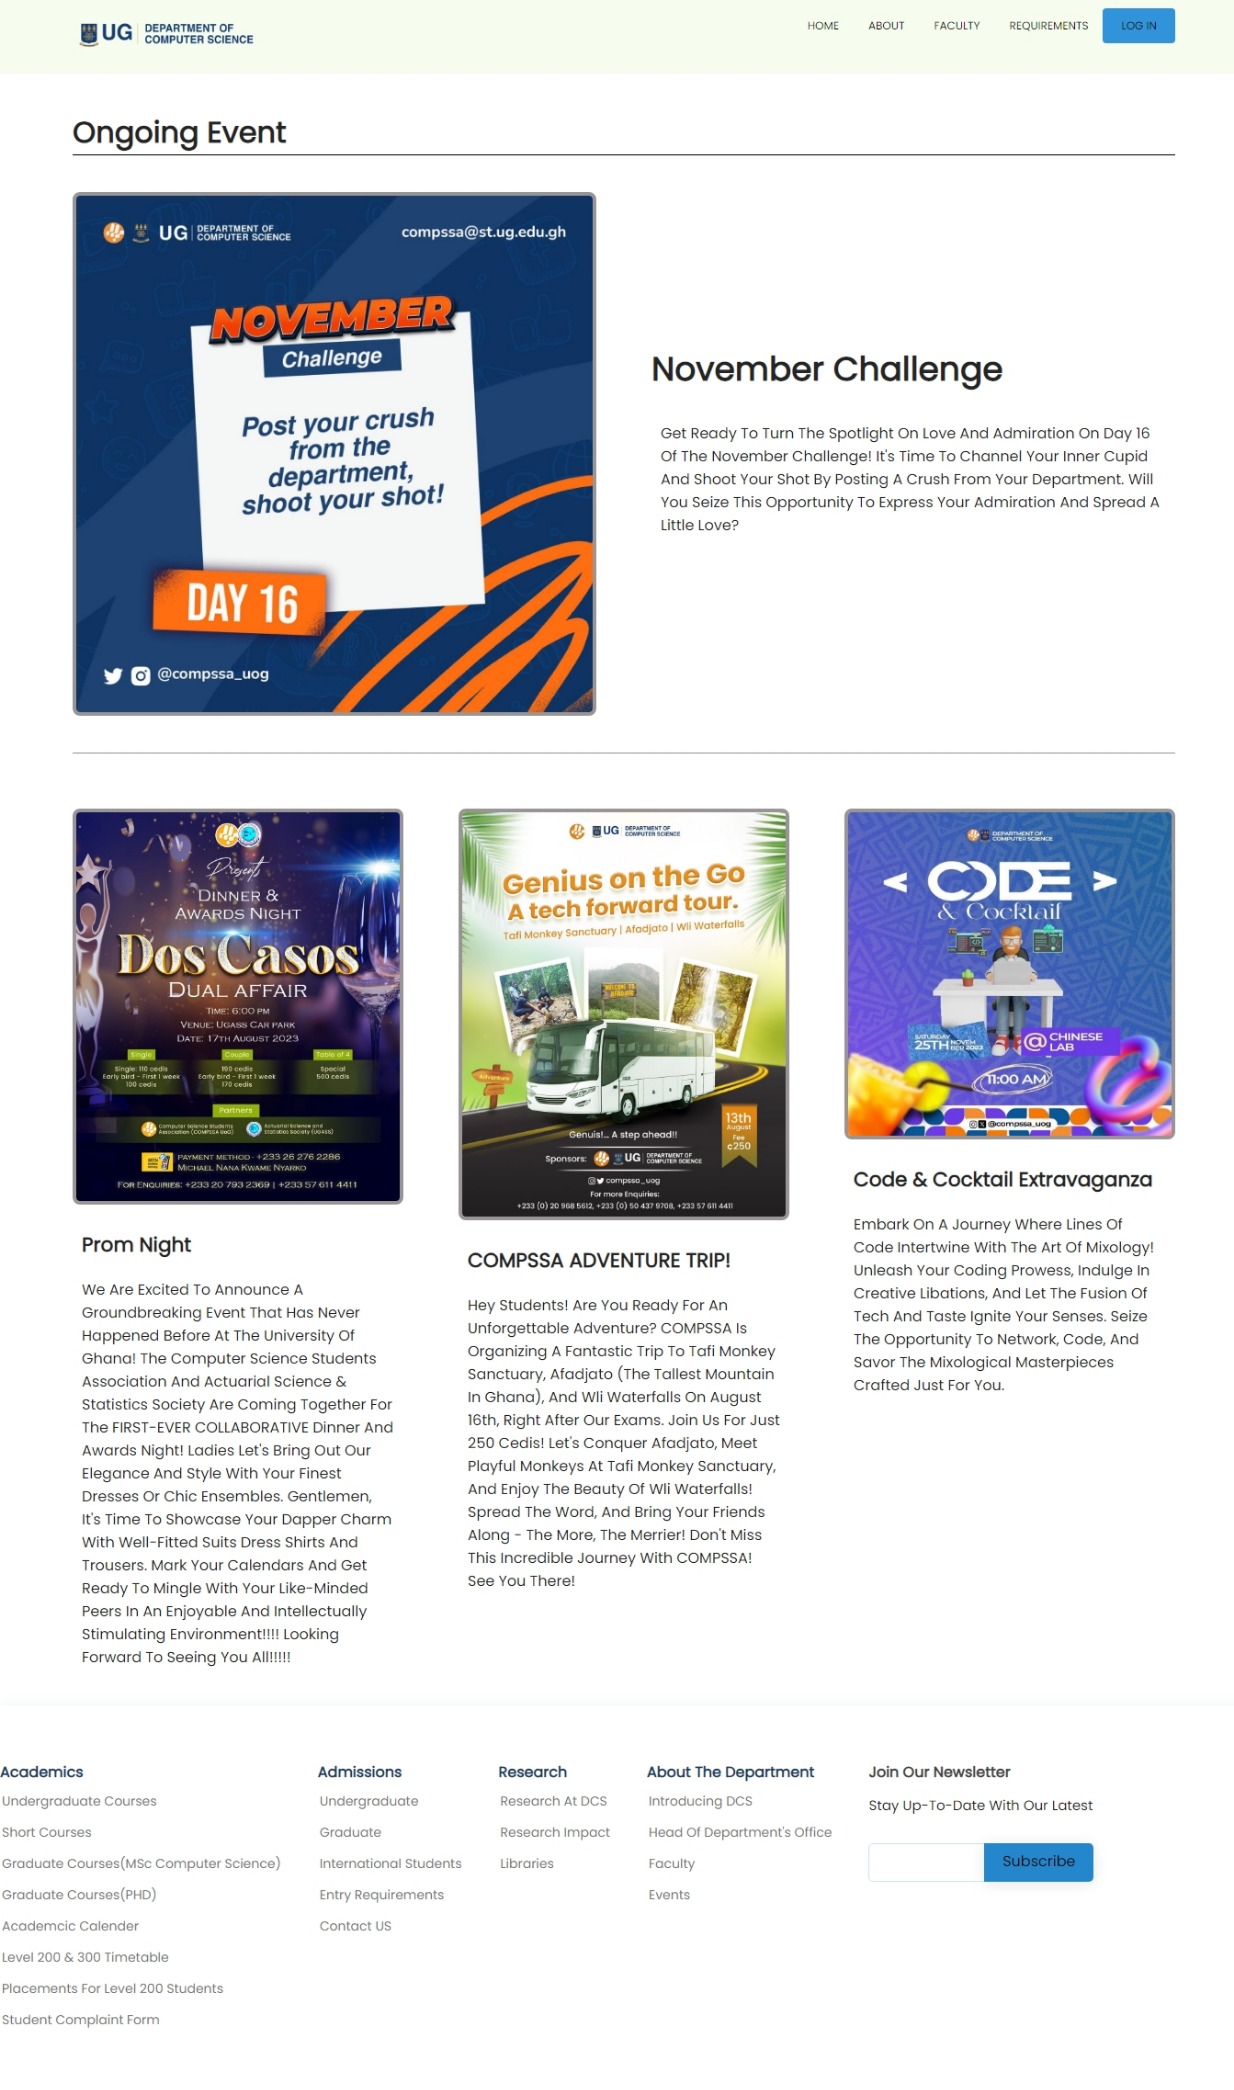 UG DEPARTMENT OF
COMPUTER SCIENCE
HOME ABOUT FACULTY REQUIREMENTS LOG IN
Ongoing Event
UG DEPARTMENT OF
COMPUTER SCIENCE
compssa@st.ug.edu.gh
NOVEMBER
Challenge
Post your crush
from the
department,
shoot your shot!
DAY 16
@compssa_uog
November Challenge
Get Ready To Turn The Spotlight On Love And Admiration On Day 16
Of The November Challenge! It's Time To Channel Your Inner Cupid
And Shoot Your Shot By Posting A Crush From Your Department. Will
You Seize This Opportunity To Express Your Admiration And Spread A
Little Love?
Present
DINNER &
AWARDS NIGHT
Dos Casos
DUAL AFFAIR
TIME: 6:00 PM
VENUE: UGASS CAR PARK
DATE: 17TH AUGUST 2023
Single
Single: 110 cedis
Early bird - First 1 week
100 cedis
Couple
190 cedis
Early bird - First 1 week
170 cedis
Table of 4
Special
500 cedis
Partners
Computer Science Students
Association (COMPSSA UoG)
Actuarial Science and
Statistics Society (UGASS)
PAYMENT METHOD - +233 26 276 2286
MICHAEL NANA KWAME NYARKO
FOR ENQUIRIES: +233 20 793 2369 | +233 57 611 4411
Prom Night
We Are Excited To Announce A
Groundbreaking Event That Has Never
Happened Before At The University Of
Ghana! The Computer Science Students
Association And Actuarial Science &
Statistics Society Are Coming Together For
The FIRST-EVER COLLABORATIVE Dinner And
Awards Night! Ladies Let's Bring Out Our
Elegance And Style With Your Finest
Dresses Or Chic Ensembles. Gentlemen,
It's Time To Showcase Your Dapper Charm
With Well-Fitted Suits Dress Shirts And
Trousers. Mark Your Calendars And Get
Ready To Mingle With Your Like-Minded
Peers In An Enjoyable And Intellectually
Stimulating Environment!!!! Looking
Forward To Seeing You All!!!!!
UG DEPARTMENT OF
COMPUTER SCIENCE
Genius on the Go
A tech forward tour.
Tafi Monkey Sanctuary | Afadjato | Wli Waterfalls
WELCOME TO
Adventure
13th
August
Fee
¢250
Genuis!... A step ahead!!
Sponsors: UG DEPARTMENT OF
COMPUTER SCIENCE
compssa_uog
For more Enquiries:
+233 (0) 20 968 5612, +233 (0) 50 437 9708, +233 57 611 4411
COMPSSA ADVENTURE TRIP!
Hey Students! Are You Ready For An
Unforgettable Adventure? COMPSSA Is
Organizing A Fantastic Trip To Tafi Monkey
Sanctuary, Afadjato (The Tallest Mountain
In Ghana), And Wli Waterfalls On August
16th, Right After Our Exams. Join Us For Just
250 Cedis! Let's Conquer Afadjato, Meet
Playful Monkeys At Tafi Monkey Sanctuary,
And Enjoy The Beauty Of Wli Waterfalls!
Spread The Word, And Bring Your Friends
Along - The More, The Merrier! Don't Miss
This Incredible Journey With COMPSSA!
See You There!
DEPARTMENT OF
COMPUTER SCIENCE
< CODE >
& Cocktail
SATURDAY
25TH NOVEMBER 2023
@ CHINESE
LAB
11:00 AM
@compssa_uog
Code & Cocktail Extravaganza
Embark On A Journey Where Lines Of
Code Intertwine With The Art Of Mixology!
Unleash Your Coding Prowess, Indulge In
Creative Libations, And Let The Fusion Of
Tech And Taste Ignite Your Senses. Seize
The Opportunity To Network, Code, And
Savor The Mixological Masterpieces
Crafted Just For You.
Academics
Undergraduate Courses
Short Courses
Graduate Courses(MSc Computer Science)
Graduate Courses(PHD)
Academcic Calender
Level 200 & 300 Timetable
Placements For Level 200 Students
Student Complaint Form
Admissions
Undergraduate
Graduate
International Students
Entry Requirements
Contact US
Research
Research At DCS
Research Impact
Libraries
About The Department
Introducing DCS
Head Of Department's Office
Faculty
Events
Join Our Newsletter
Stay Up-To-Date With Our Latest
Subscribe